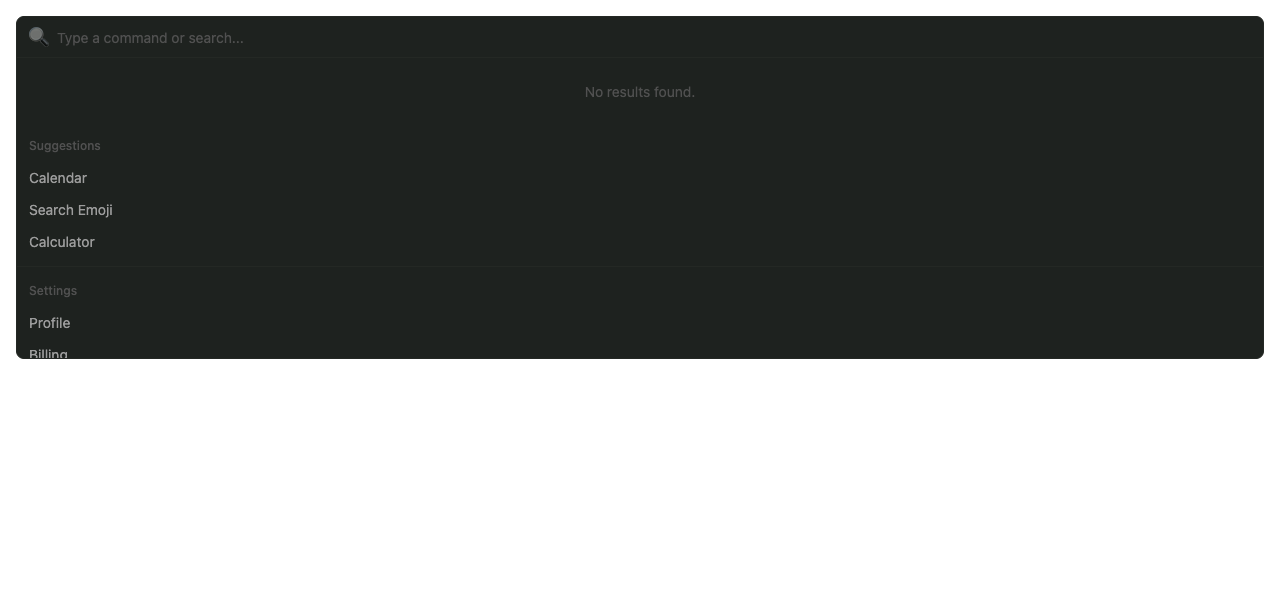 Type a command or search...
No results found.
Suggestions
Calendar
Search Emoji
Calculator
Settings
Profile
Billing